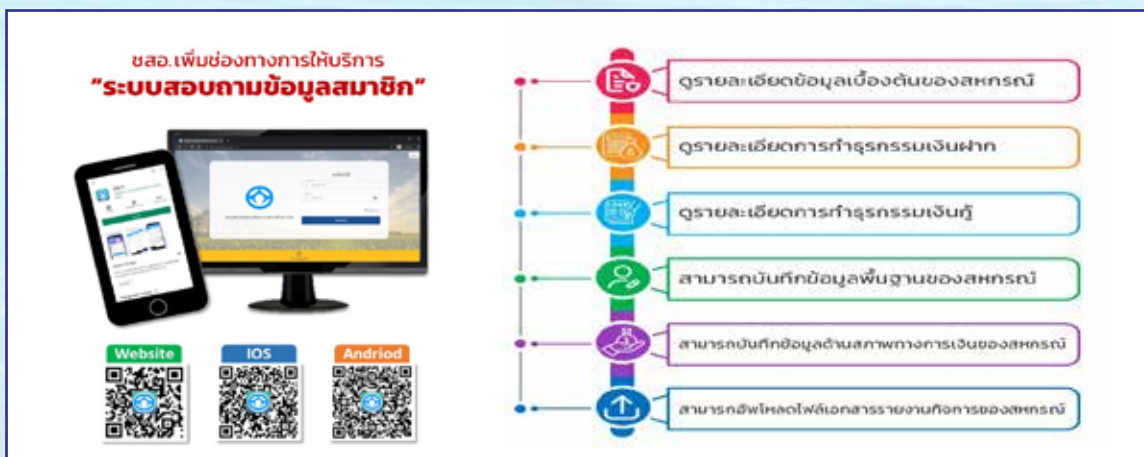 ชสอ.เพิ่มช่องทางการให้บริการ
“ระบบสอบถามข้อมูลสมาชิก”
Website
IOS
Andriod
ดูรายละเอียดข้อมูลเบื้องต้นของสหกรณ์
ดูรายละเอียดการทำธุรกรรมเงินฝาก
ดูรายละเอียดการทำธุรกรรมเงินกู้
สามารถบันทึกข้อมูลพื้นฐานของสหกรณ์
สามารถบันทึกข้อมูลด้านสภาพทางการเงินของสหกรณ์
สามารถอัพโหลดไฟล์เอกสารรายงานกิจการของสหกรณ์